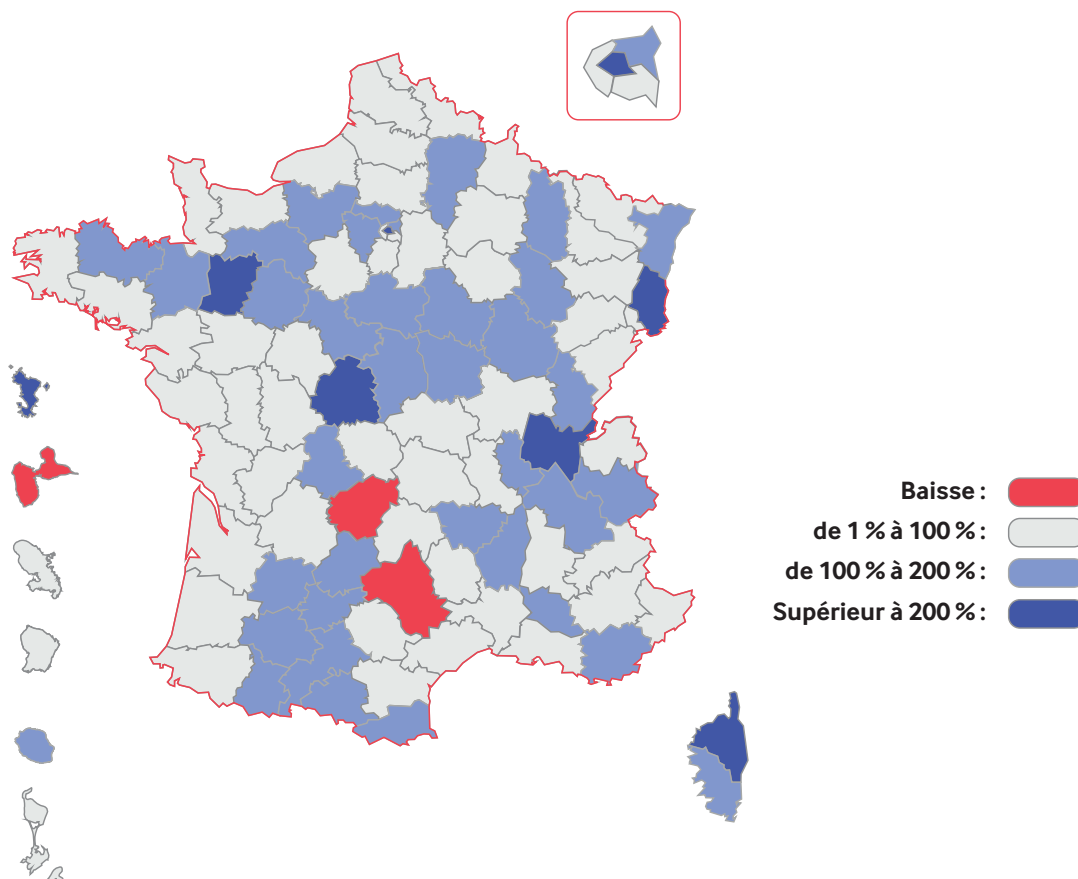 Baisse :
de 1 % à 100 % :
de 100 % à 200 % :
Supérieur à 200 % :